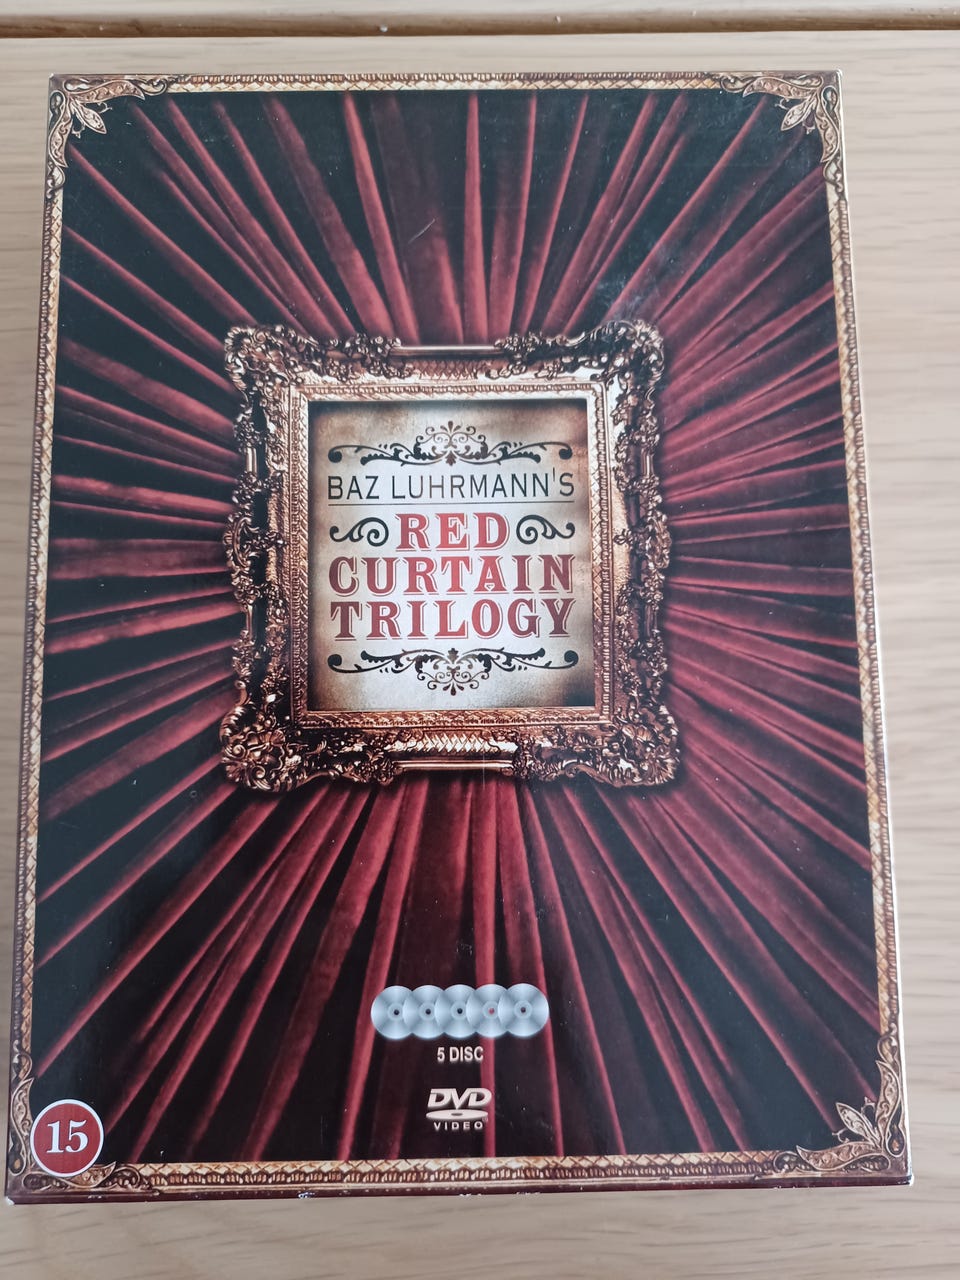 BAZ LUHRMANN'S
RED
CURTAIN
TRILOGY
5 DISC
DVD
VIDEO
15